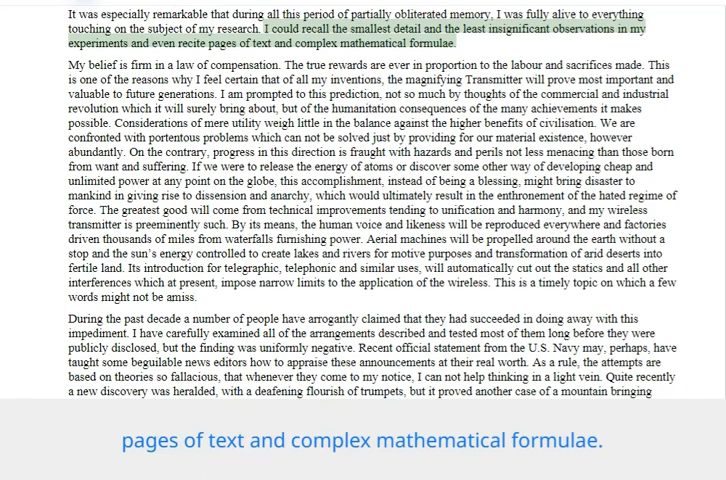 It was especially remarkable that during all this period of partially obliterated memory, I was fully alive to everything
touching on the subject of my research. I could recall the smallest detail and the least insignificant observations in my
experiments and even recite pages of text and complex mathematical formulae.
My belief is firm in a law of compensation. The true rewards are ever in proportion to the labour and sacrifices made. This
is one of the reasons why I feel certain that of all my inventions, the magnifying Transmitter will prove most important and
valuable to future generations. I am prompted to this prediction, not so much by thoughts of the commercial and industrial
revolution which it will surely bring about, but of the humanitation consequences of the many achievements it makes
possible. Considerations of mere utility weigh little in the balance against the higher benefits of civilisation. We are
confronted with portentous problems which can not be solved just by providing for our material existence, however
abundantly. On the contrary, progress in this direction is fraught with hazards and perils not less menacing than those born
from want and suffering. If we were to release the energy of atoms or discover some other way of developing cheap and
unlimited power at any point on the globe, this accomplishment, instead of being a blessing, might bring disaster to
mankind in giving rise to dissension and anarchy, which would ultimately result in the enthronement of the hated regime of
force. The greatest good will come from technical improvements tending to unification and harmony, and my wireless
transmitter is preeminently such. By its means, the human voice and likeness will be reproduced everywhere and factories
driven thousands of miles from waterfalls furnishing power. Aerial machines will be propelled around the earth without a
stop and the sun's energy controlled to create lakes and rivers for motive purposes and transformation of arid deserts into
fertile land. Its introduction for telegraphic, telephonic and similar uses, will automatically cut out the statics and all other
interferences which at present, impose narrow limits to the application of the wireless. This is a timely topic on which a few
words might not be amiss.
During the past decade a number of people have arrogantly claimed that they had succeeded in doing away with this
impediment. I have carefully examined all of the arrangements described and tested most of them long before they were
publicly disclosed, but the finding was uniformly negative. Recent official statement from the U.S. Navy may, perhaps, have
taught some beguilable news editors how to appraise these announcements at their real worth. As a rule, the attempts are
based on theories so fallacious, that whenever they come to my notice, I can not help thinking in a light vein. Quite recently
a new discovery was heralded, with a deafening flourish of trumpets, but it proved another case of a mountain bringing
pages of text and complex mathematical formulae.